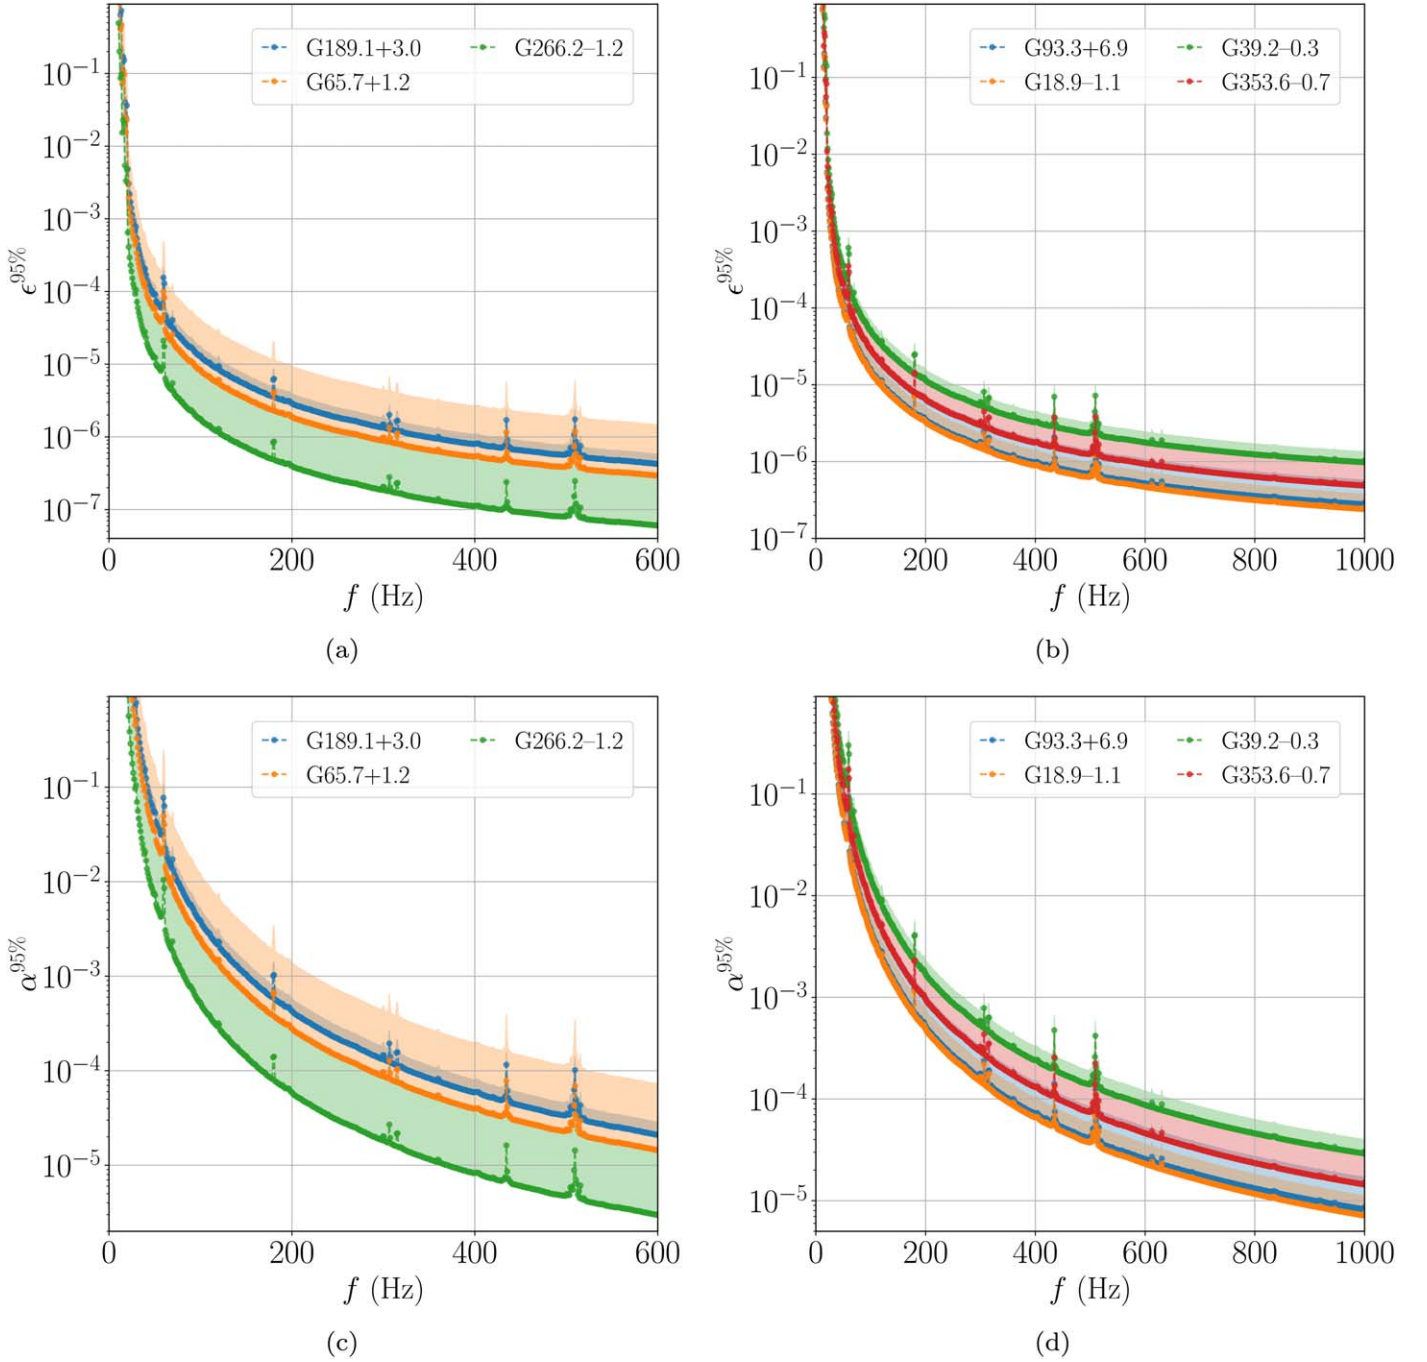 G189.1+3.0 G266.2–1.2
G65.7+1.2
10⁻¹
10⁻²
10⁻³
10⁻⁴
10⁻⁵
10⁻⁶
10⁻⁷
ϵ⁹⁵%
0 200 400 600
f (Hz)
(a)
G93.3+6.9 G39.2–0.3
G18.9–1.1 G353.6–0.7
10⁻¹
10⁻²
10⁻³
10⁻⁴
10⁻⁵
10⁻⁶
10⁻⁷
ϵ⁹⁵%
0 200 400 600 800 1000
f (Hz)
(b)
G189.1+3.0 G266.2–1.2
G65.7+1.2
10⁻¹
10⁻²
10⁻³
10⁻⁴
10⁻⁵
α⁹⁵%
0 200 400 600
f (Hz)
(c)
G93.3+6.9 G39.2–0.3
G18.9–1.1 G353.6–0.7
10⁻¹
10⁻²
10⁻³
10⁻⁴
10⁻⁵
α⁹⁵%
0 200 400 600 800 1000
f (Hz)
(d)